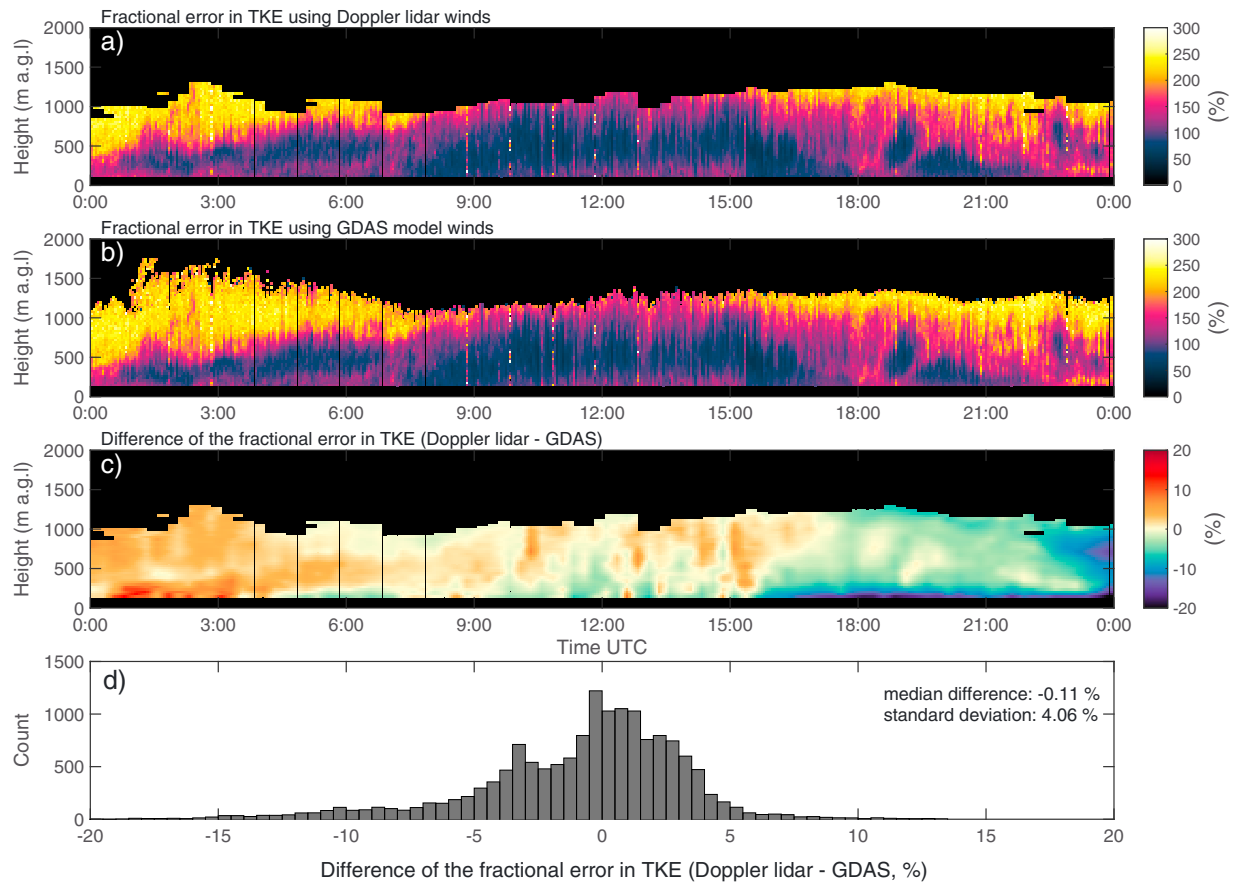 Fractional error in TKE using Doppler lidar winds
a)
Height (m a.g.l)
2000
1500
1000
500
0
0:00 3:00 6:00 9:00 12:00 15:00 18:00 21:00 0:00
300
250
200
150
100
50
0
(%)
Fractional error in TKE using GDAS model winds
b)
Height (m a.g.l)
2000
1500
1000
500
0
0:00 3:00 6:00 9:00 12:00 15:00 18:00 21:00 0:00
300
250
200
150
100
50
0
(%)
Difference of the fractional error in TKE (Doppler lidar - GDAS)
c)
Height (m a.g.l)
2000
1500
1000
500
0
0:00 3:00 6:00 9:00 12:00 15:00 18:00 21:00 0:00
Time UTC
20
10
0
-10
-20
(%)
d)
Count
1500
1000
500
0
median difference: -0.11 %
standard deviation: 4.06 %
-20 -15 -10 -5 0 5 10 15 20
Difference of the fractional error in TKE (Doppler lidar - GDAS, %)